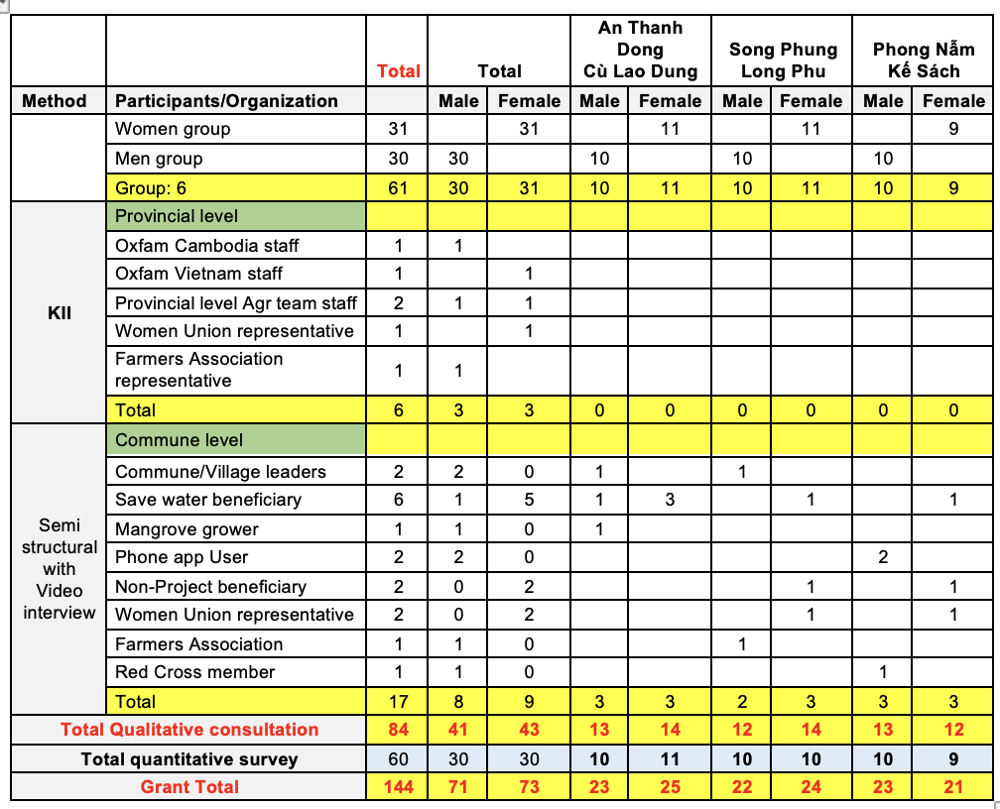 An Thanh
Dong
Song Phung
Phong Nẫm
Total Total Cù Lao Dung Long Phu Kế Sách
Method Participants/Organization Male Female Male Female Male Female Male Female
Women group 31 31 11 11 9
Men group 30 30 10 10 10
Group: 6 61 30 31 10 11 10 11 10 9
KII
Provincial level
Oxfam Cambodia staff 1 1
Oxfam Vietnam staff 1 1
Provincial level Agr team staff 2 1 1
Women Union representative 1 1
Farmers Association
representative 1 1
Total 6 3 3 0 0 0 0 0 0
Semi
structural
with
Video
interview
Commune level
Commune/Village leaders 2 2 0 1 1
Save water beneficiary 6 1 5 1 3 1 1
Mangrove grower 1 1 0 1
Phone app User 2 2 0 2
Non-Project beneficiary 2 0 2 1 1
Women Union representative 2 0 2 1 1
Farmers Association 1 1 0 1
Red Cross member 1 1 0 1
Total 17 8 9 3 3 2 3 3 3
Total Qualitative consultation 84 41 43 13 14 12 14 13 12
Total quantitative survey 60 30 30 10 11 10 10 10 9
Grant Total 144 71 73 23 25 22 24 23 21